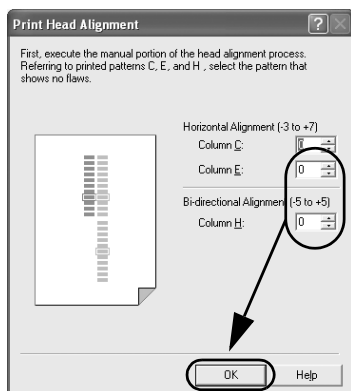 Print Head Alignment
First, execute the manual portion of the head alignment process.
Referring to printed patterns C, E, and H , select the pattern that
shows no flaws.
Horizontal Alignment (-3 to +7)
Column C: 0
Column E: 0
Bi-directional Alignment (-5 to +5)
Column H: 0
OK Help